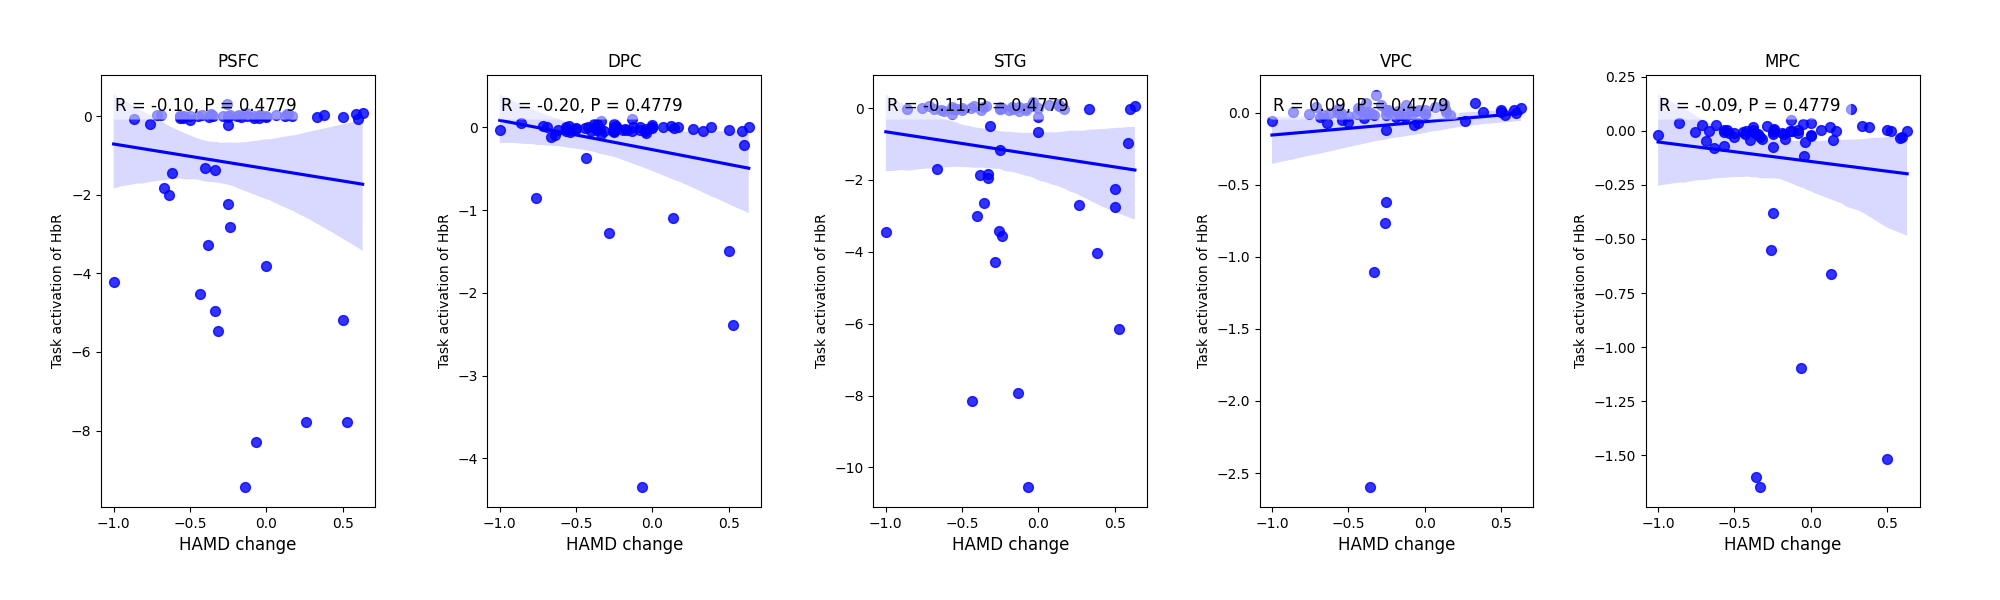 PSFC
R = -0.10, P = 0.4779
Task activation of HbR
0
−2
−4
−6
−8
−1.0 −0.5 0.0 0.5
HAMD change
DPC
R = -0.20, P = 0.4779
Task activation of HbR
0
−1
−2
−3
−4
−1.0 −0.5 0.0 0.5
HAMD change
STG
R = -0.11, P = 0.4779
Task activation of HbR
0
−2
−4
−6
−8
−10
−1.0 −0.5 0.0 0.5
HAMD change
VPC
R = 0.09, P = 0.4779
Task activation of HbR
0.0
−0.5
−1.0
−1.5
−2.0
−2.5
−1.0 −0.5 0.0 0.5
HAMD change
MPC
R = -0.09, P = 0.4779
Task activation of HbR
0.25
0.00
−0.25
−0.50
−0.75
−1.00
−1.25
−1.50
−1.0 −0.5 0.0 0.5
HAMD change